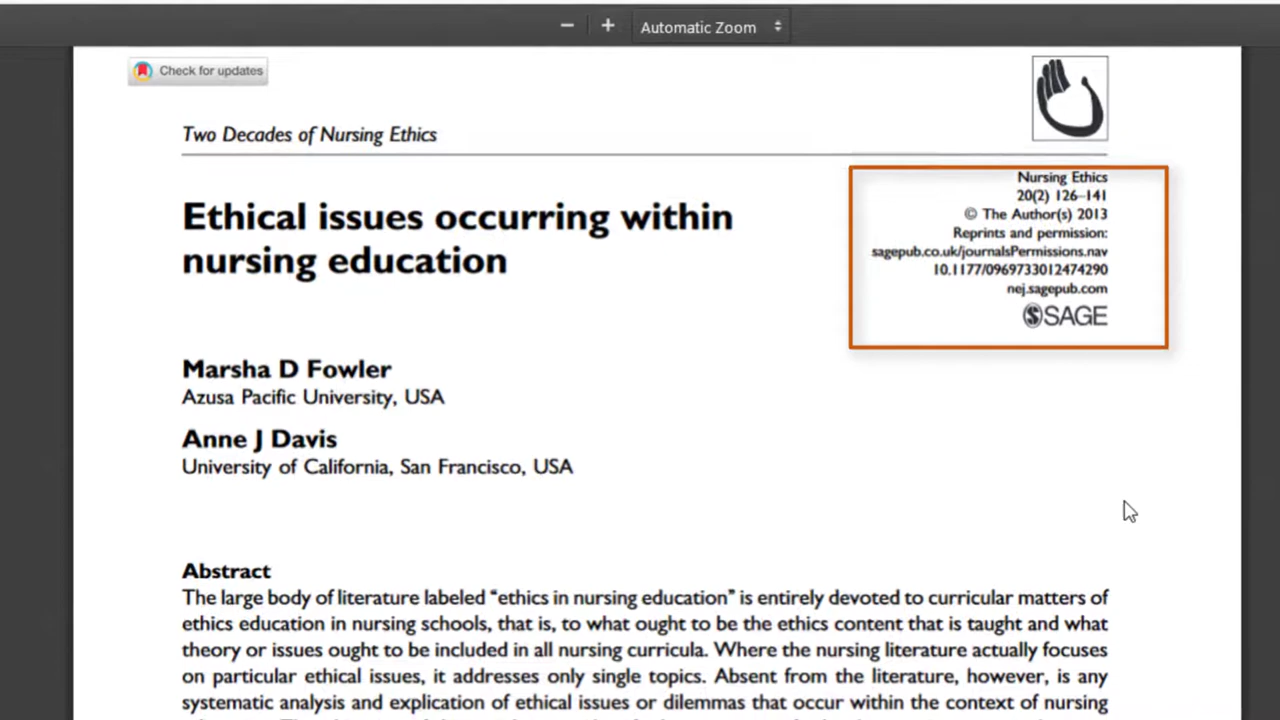 Automatic Zoom
Check for updates
Two Decades of Nursing Ethics
Nursing Ethics
20(2) 126–141
© The Author(s) 2013
Reprints and permission:
sagepub.co.uk/journalsPermissions.nav
10.1177/0969733012474290
nej.sagepub.com
SAGE
Ethical issues occurring within
nursing education
Marsha D Fowler
Azusa Pacific University, USA
Anne J Davis
University of California, San Francisco, USA
Abstract
The large body of literature labeled “ethics in nursing education” is entirely devoted to curricular matters of
ethics education in nursing schools, that is, to what ought to be the ethics content that is taught and what
theory or issues ought to be included in all nursing curricula. Where the nursing literature actually focuses
on particular ethical issues, it addresses only single topics. Absent from the literature, however, is any
systematic analysis and explication of ethical issues or dilemmas that occur within the context of nursing